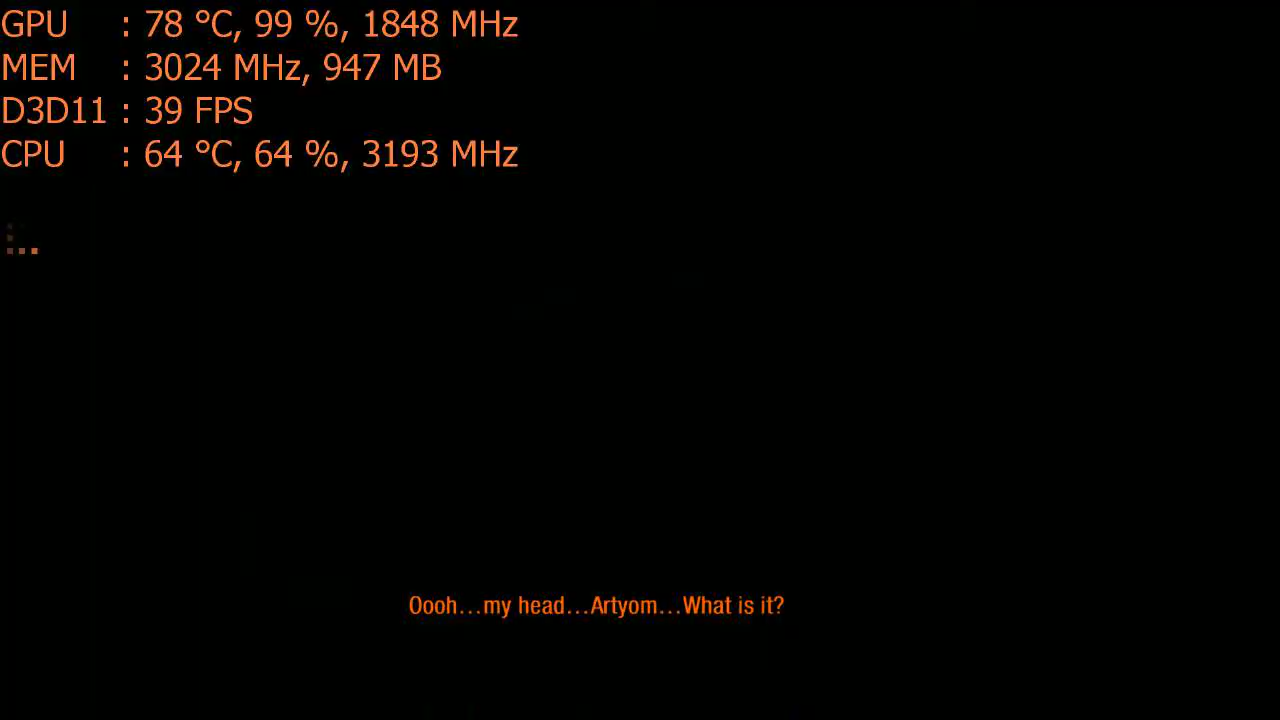 GPU : 78 °C, 99 %, 1848 MHz
MEM : 3024 MHz, 947 MB
D3D11 : 39 FPS
CPU : 64 °C, 64 %, 3193 MHz
Oooh...my head...Artyom...What is it?